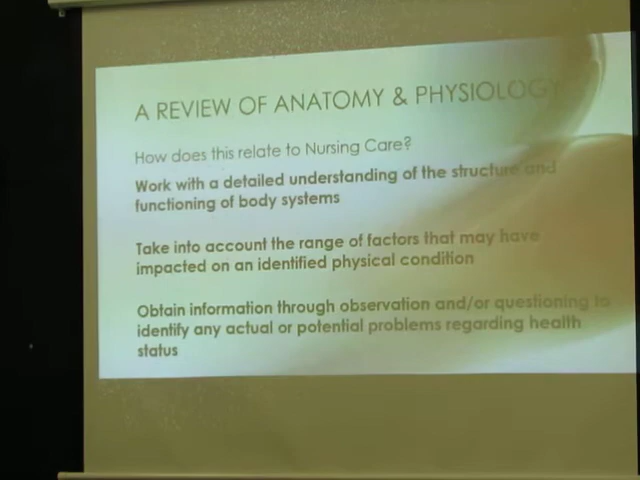 A REVIEW OF ANATOMY & PHYSIOLOGY
How does this relate to Nursing Care?
Work with a detailed understanding of the structure and
functioning of body systems
Take into account the range of factors that may have
impacted on an identified physical condition
Obtain information through observation and/or questioning to
identify any actual or potential problems regarding health
status